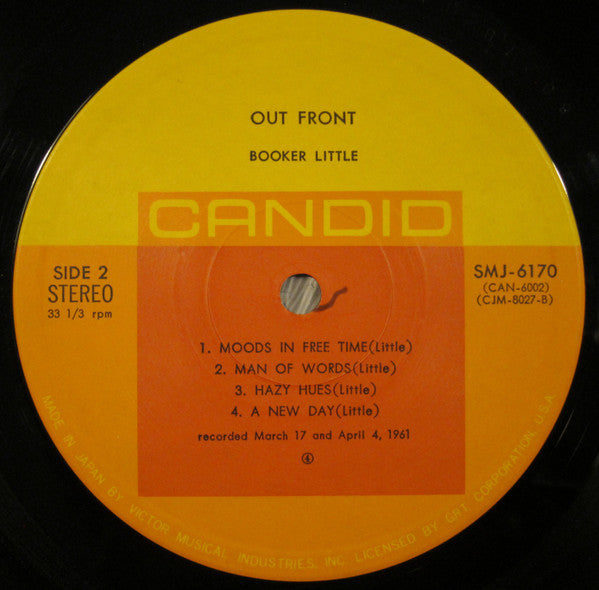 OUT FRONT
BOOKER LITTLE
CANDID
SIDE 2
STEREO
33 1/3 rpm
SMJ-6170
(CAN-6002)
(CJM-8027-B)
1. MOODS IN FREE TIME(Little)
2. MAN OF WORDS(Little)
3. HAZY HUES(Little)
4. A NEW DAY(Little)
recorded March 17 and April 4, 1961
MADE IN JAPAN BY VICTOR MUSICAL INDUSTRIES, INC. LICENSED BY GRT CORPORATION, U.S.A.